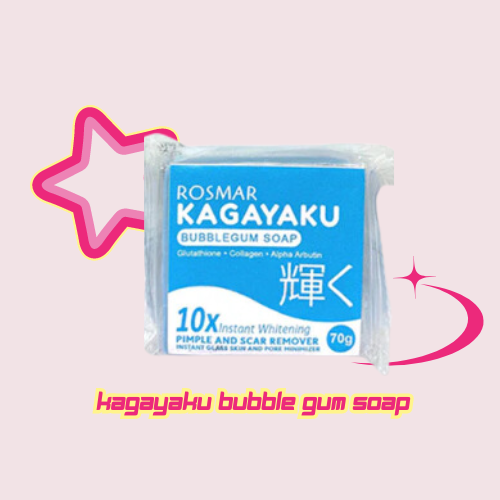 ROSMAR
KAGAYAKU
BUBBLEGUM SOAP
Glutathione • Collagen • Alpha Arbutin
輝く
10x Instant Whitening
PIMPLE AND SCAR REMOVER
INSTANT GLASS SKIN AND PORE MINIMIZER
70g
kagayaku bubble gum soap